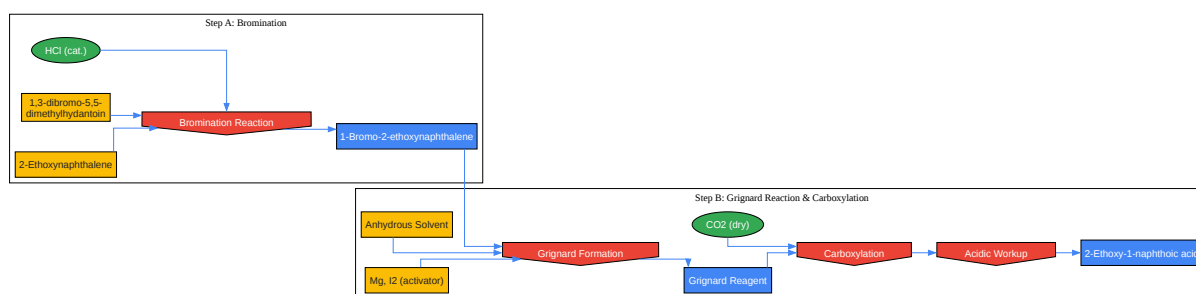 Step A: Bromination
HCl (cat.)
1,3-dibromo-5,5-
dimethylhydantoin
Bromination Reaction
1-Bromo-2-ethoxynaphthalene
2-Ethoxynaphthalene
Step B: Grignard Reaction & Carboxylation
Anhydrous Solvent
CO2 (dry)
Grignard Formation
Carboxylation
Acidic Workup
2-Ethoxy-1-naphthoic acid
Mg, I2 (activator)
Grignard Reagent